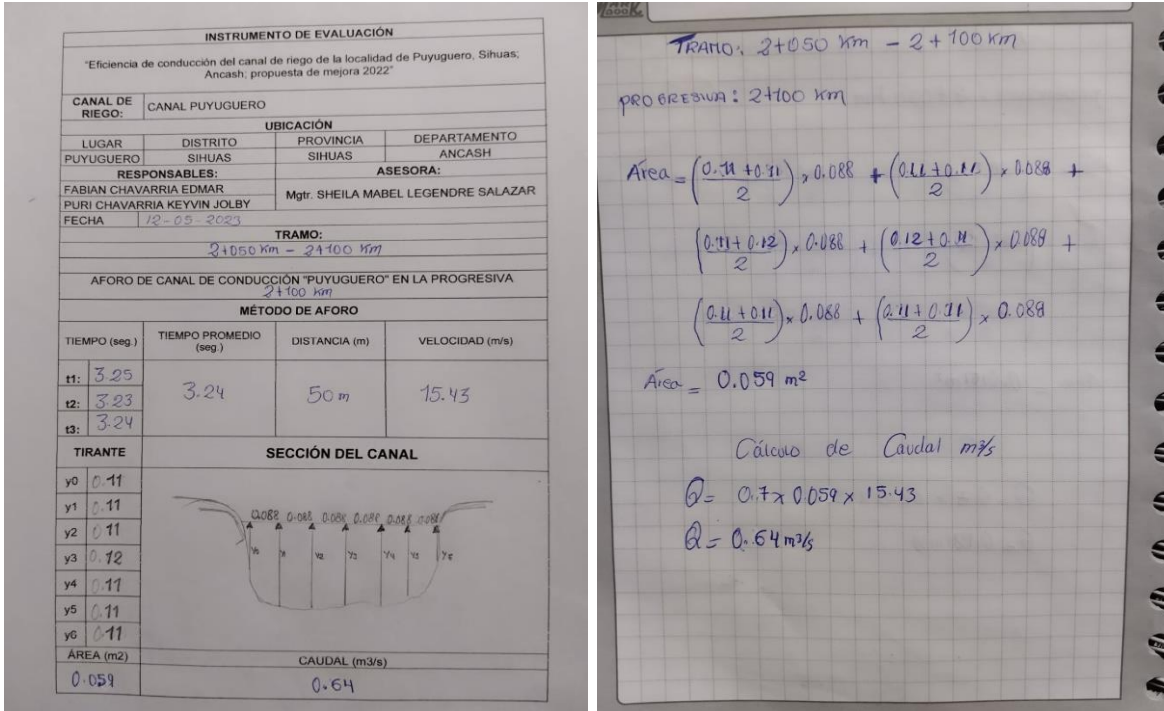 INSTRUMENTO DE EVALUACIÓN
"Eficiencia de conducción del canal de riego de la localidad de Puyuguero, Sihuas;
Ancash; propuesta de mejora 2022"
CANAL DE RIEGO: CANAL PUYUGUERO
UBICACIÓN
LUGAR DISTRITO PROVINCIA DEPARTAMENTO
PUYUGUERO SIHUAS SIHUAS ANCASH
RESPONSABLES: ASESORA:
FABIAN CHAVARRIA EDMAR
PURI CHAVARRIA KEYVIN JOLBY
Mgtr. SHEILA MABEL LEGENDRE SALAZAR
FECHA 12-05-2023
TRAMO:
2+050 Km - 2+100 Km
AFORO DE CANAL DE CONDUCCIÓN "PUYUGUERO" EN LA PROGRESIVA
2+100 Km
MÉTODO DE AFORO
TIEMPO (seg.) TIEMPO PROMEDIO (seg.) DISTANCIA (m) VELOCIDAD (m/s)
t1: 3.25
t2: 3.23
t3: 3.24
3.24 50 m 15.43
TIRANTE SECCIÓN DEL CANAL
y0 0.11
y1 0.11
y2 0.11
y3 0.12
y4 0.11
y5 0.11
y6 0.11
0.088 0.088 0.088 0.088 0.088 0.088
ÁREA (m2) CAUDAL (m3/s)
0.059 0.64
TRAMO: 2+050 Km - 2+100 Km
PROGRESIVA: 2+100 Km
Área = (0.11+0.11 / 2) x 0.088 + (0.11+0.11 / 2) x 0.088 +
(0.11+0.12 / 2) x 0.088 + (0.12+0.11 / 2) x 0.088 +
(0.11+0.11 / 2) x 0.088 + (0.11+0.11 / 2) x 0.088
Área = 0.059 m²
Cálculo de Caudal m³/s
Q = 0.7 x 0.059 x 15.43
Q = 0.64 m³/s